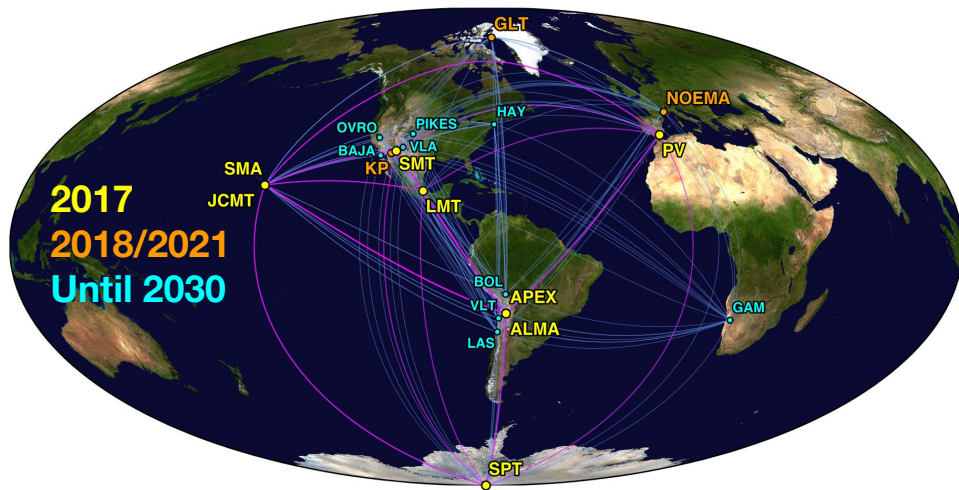 GLT
NOEMA
HAY
PIKES
OVRO
VLA
PV
BAJA
SMT
KP
SMA
JCMT
LMT
2017
2018/2021
Until 2030
BOL
APEX
VLT
GAM
ALMA
LAS
SPT